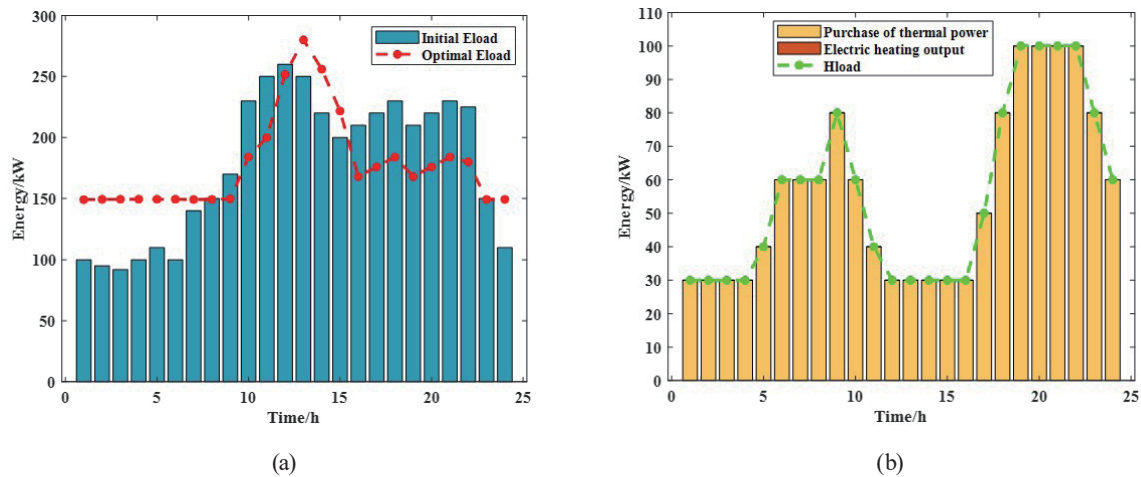 300
250
200
150
100
50
0
Energy/kW
Initial Eload
Optimal Eload
0
5
10
15
20
25
Time/h
(a)
110
100
90
80
70
60
50
40
30
20
10
0
Energy/kW
Purchase of thermal power
Electric heating output
Hload
0
5
10
15
20
25
Time/h
(b)